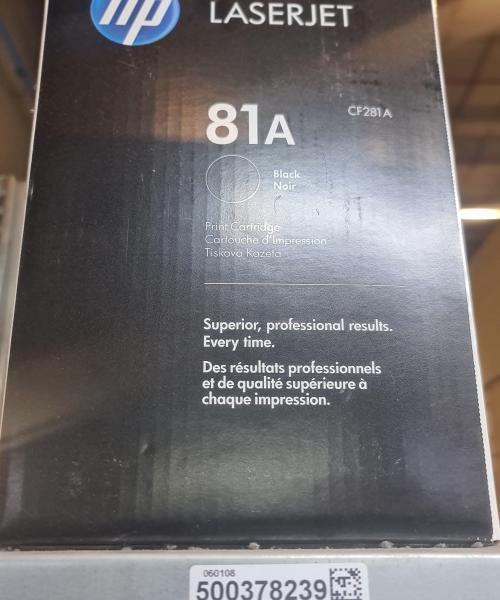 hp
LASERJET
81A
CF281A
Black
Noir
Print Cartridge
Cartouche d'Impression
Tiskova Kazeta
Superior, professional results.
Every time.
Des résultats professionnels
et de qualité supérieure à
chaque impression.
060108
500378239